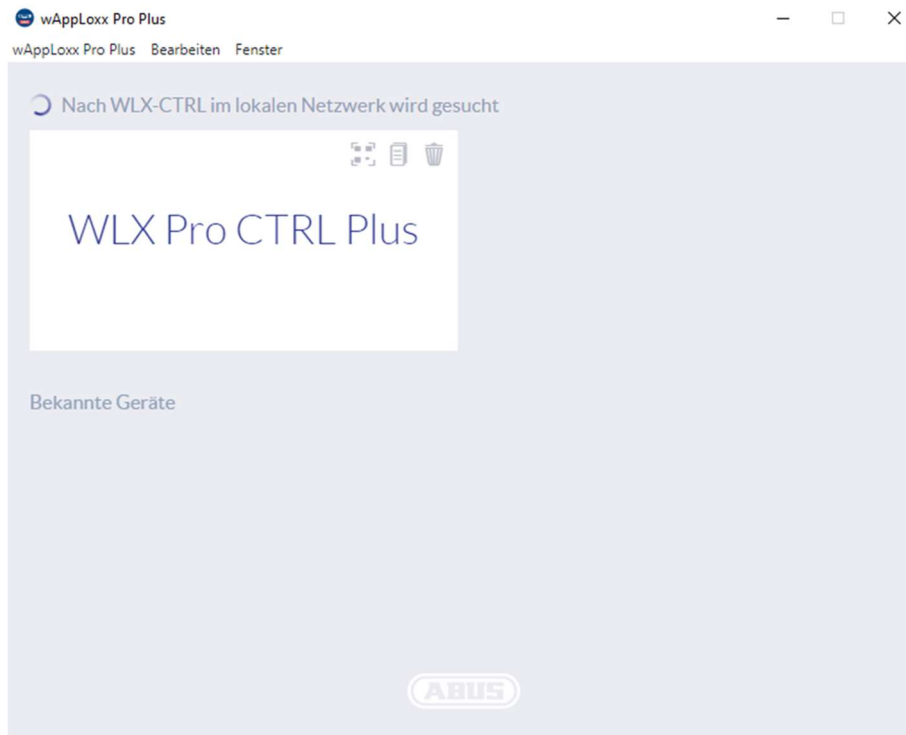 wAppLoxx Pro Plus
wAppLoxx Pro Plus Bearbeiten Fenster
Nach WLX-CTRL im lokalen Netzwerk wird gesucht
WLX Pro CTRL Plus
Bekannte Geräte
ABUS